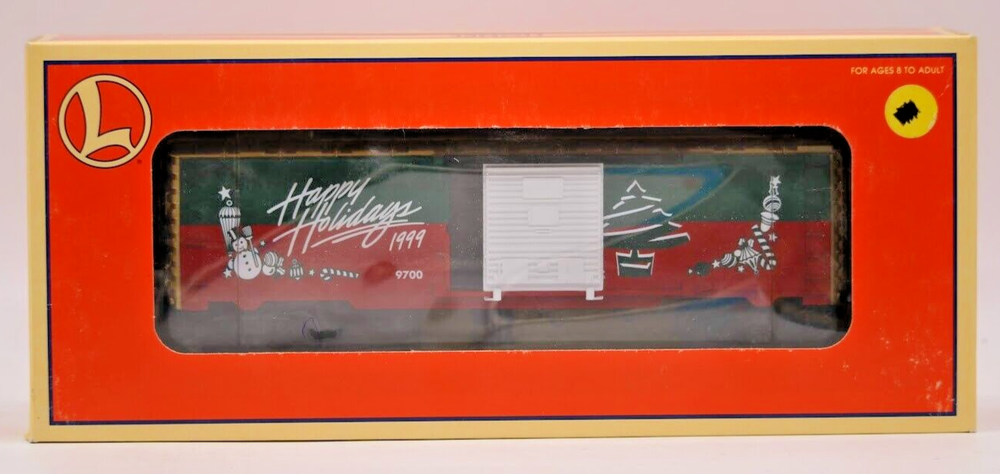 L
FOR AGES 8 TO ADULT
Happy
Holidays
1999
9700